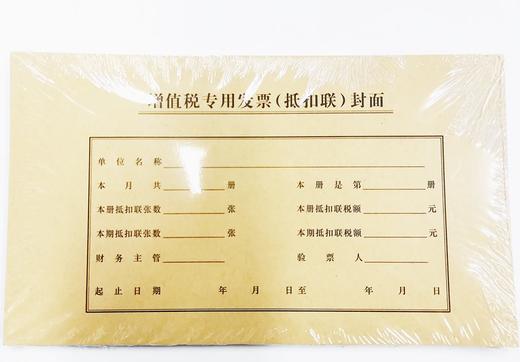 增值税专用发票(抵扣联)封面
单位名称
本月共 册 本册是第 册
本册抵扣联张数 张 本册抵扣联税额 元
本期抵扣联张数 张 本期抵扣联税额 元
财务主管 验票人
起止日期 年 月 日至 年 月 日